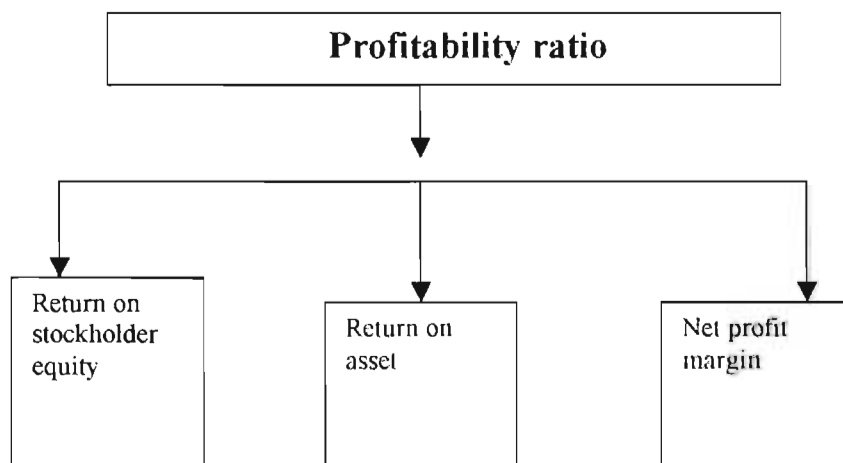 Profitability ratio
Return on
stockholder
equity
Return on
asset
Net profit
margin